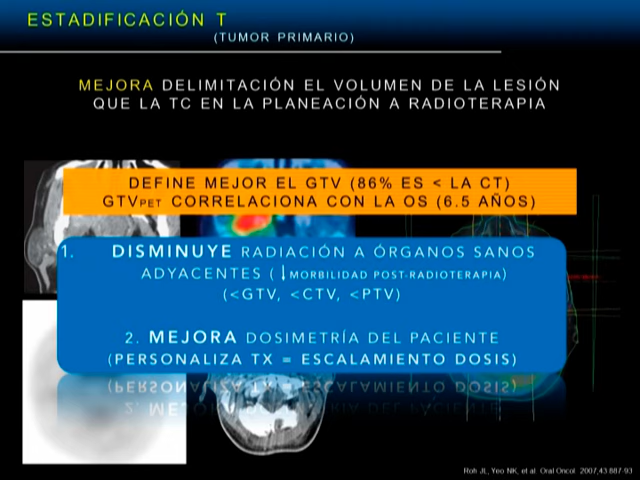 ESTADIFICACIÓN T
(TUMOR PRIMARIO)
MEJORA DELIMITACIÓN EL VOLUMEN DE LA LESIÓN
QUE LA TC EN LA PLANEACIÓN A RADIOTERAPIA
DEFINE MEJOR EL GTV (86% ES < LA CT)
GTVPET CORRELACIONA CON LA OS (6.5 AÑOS)
1. DISMINUYE RADIACIÓN A ÓRGANOS SANOS
ADYACENTES (↓MORBILIDAD POST-RADIOTERAPIA)
(<GTV, <CTV, <PTV)
2. MEJORA DOSIMETRÍA DEL PACIENTE
(PERSONALIZA TX = ESCALAMIENTO DOSIS)
Roh JL, Yeo NK, et al. Oral Oncol. 2007;43:887-93